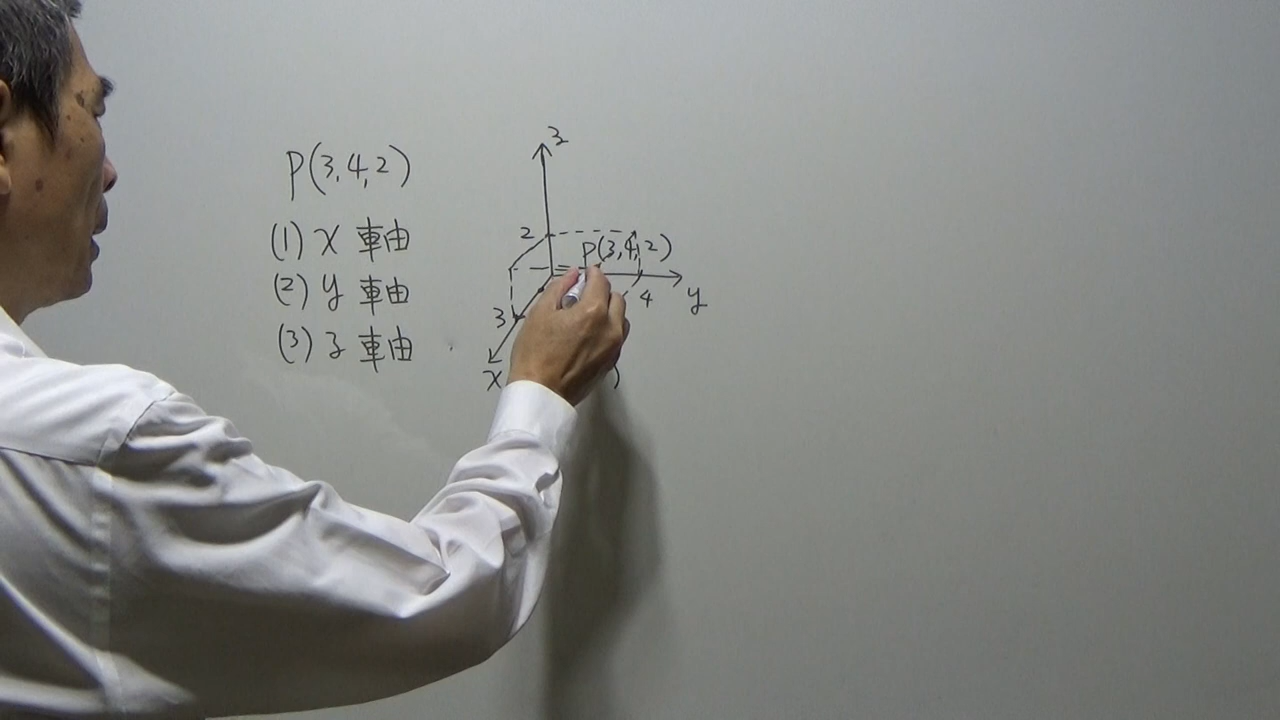 P(3,4,2)
(1) x 軸
(2) y 軸
(3) z 軸
z
2
P(3,4,2)
4
y
3
x
)